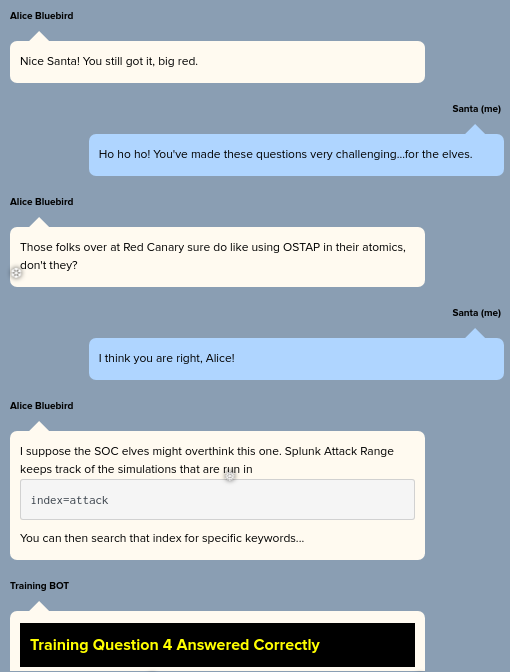 Alice Bluebird
Nice Santa! You still got it, big red.
Santa (me)
Ho ho ho! You've made these questions very challenging...for the elves.
Alice Bluebird
Those folks over at Red Canary sure do like using OSTAP in their atomics,
don't they?
Santa (me)
I think you are right, Alice!
Alice Bluebird
I suppose the SOC elves might overthink this one. Splunk Attack Range
keeps track of the simulations that are run in
index=attack
You can then search that index for specific keywords...
Training BOT
Training Question 4 Answered Correctly